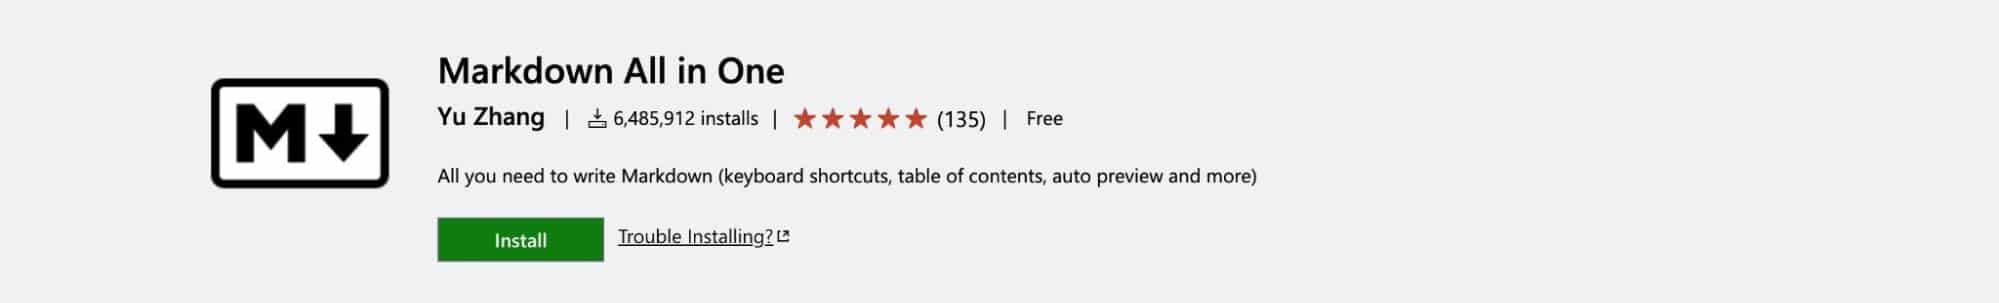 Markdown All in One
M
Yu Zhang | 6,485,912 installs | ★★★★★ (135) | Free
All you need to write Markdown (keyboard shortcuts, table of contents, auto preview and more)
Install Trouble Installing?